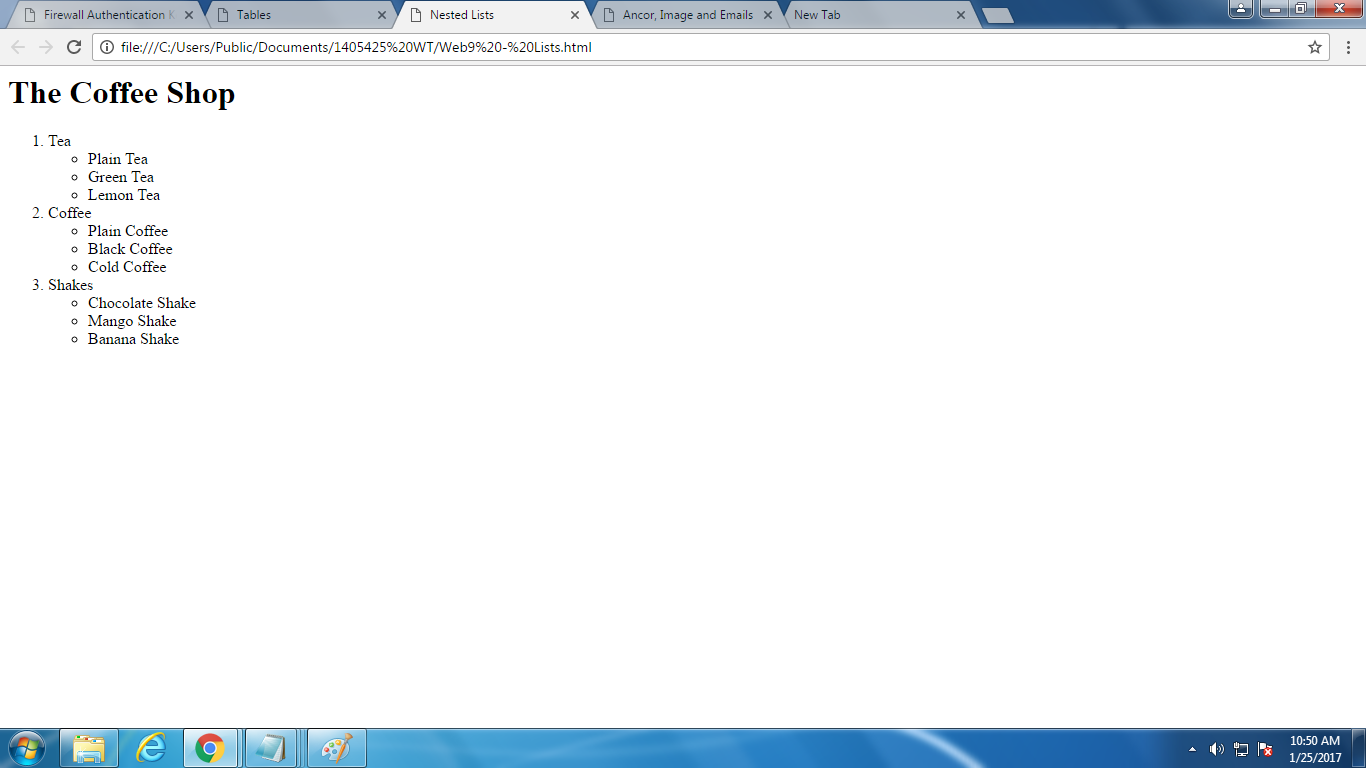 Firewall Authentication K Tables Nested Lists Ancor, Image and Emails New Tab
file:///C:/Users/Public/Documents/1405425%20WT/Web9%20-%20Lists.html
The Coffee Shop
1. Tea
Plain Tea
Green Tea
Lemon Tea
2. Coffee
Plain Coffee
Black Coffee
Cold Coffee
3. Shakes
Chocolate Shake
Mango Shake
Banana Shake
10:50 AM
1/25/2017